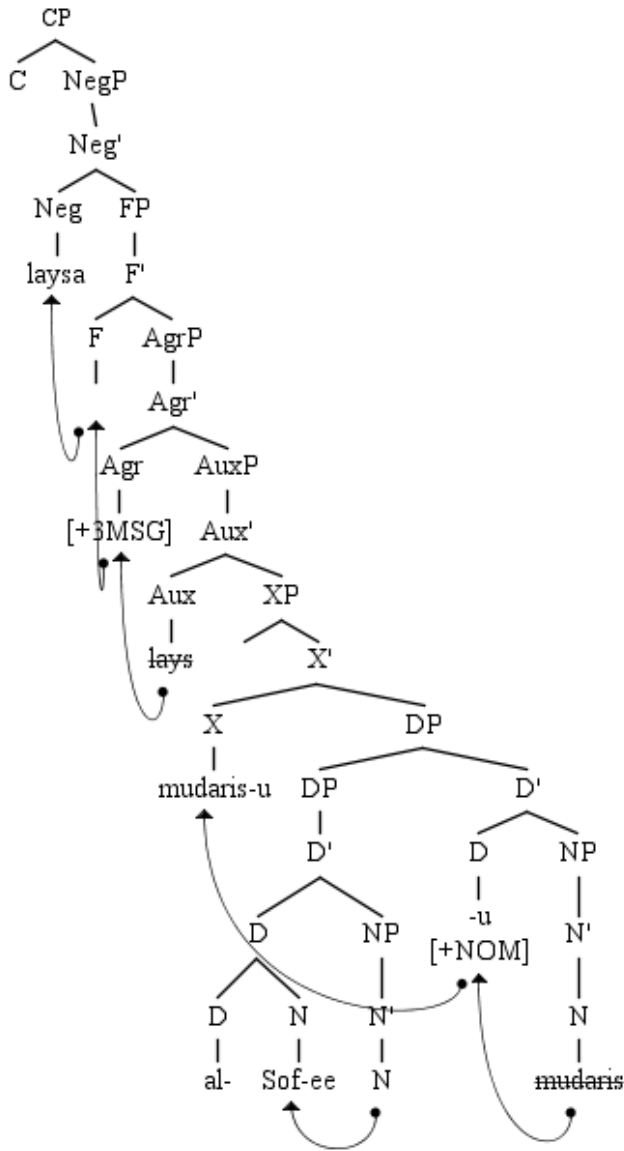 CP
C NegP
Neg'
Neg FP
laysa F'
F AgrP
Agr'
Agr AuxP
[+3MSG] Aux'
Aux XP
lays X'
X DP
mudaris-u DP D'
D' D NP
-u
D NP [+NOM] N'
D N N' N
al- Sof-ee N mudaris